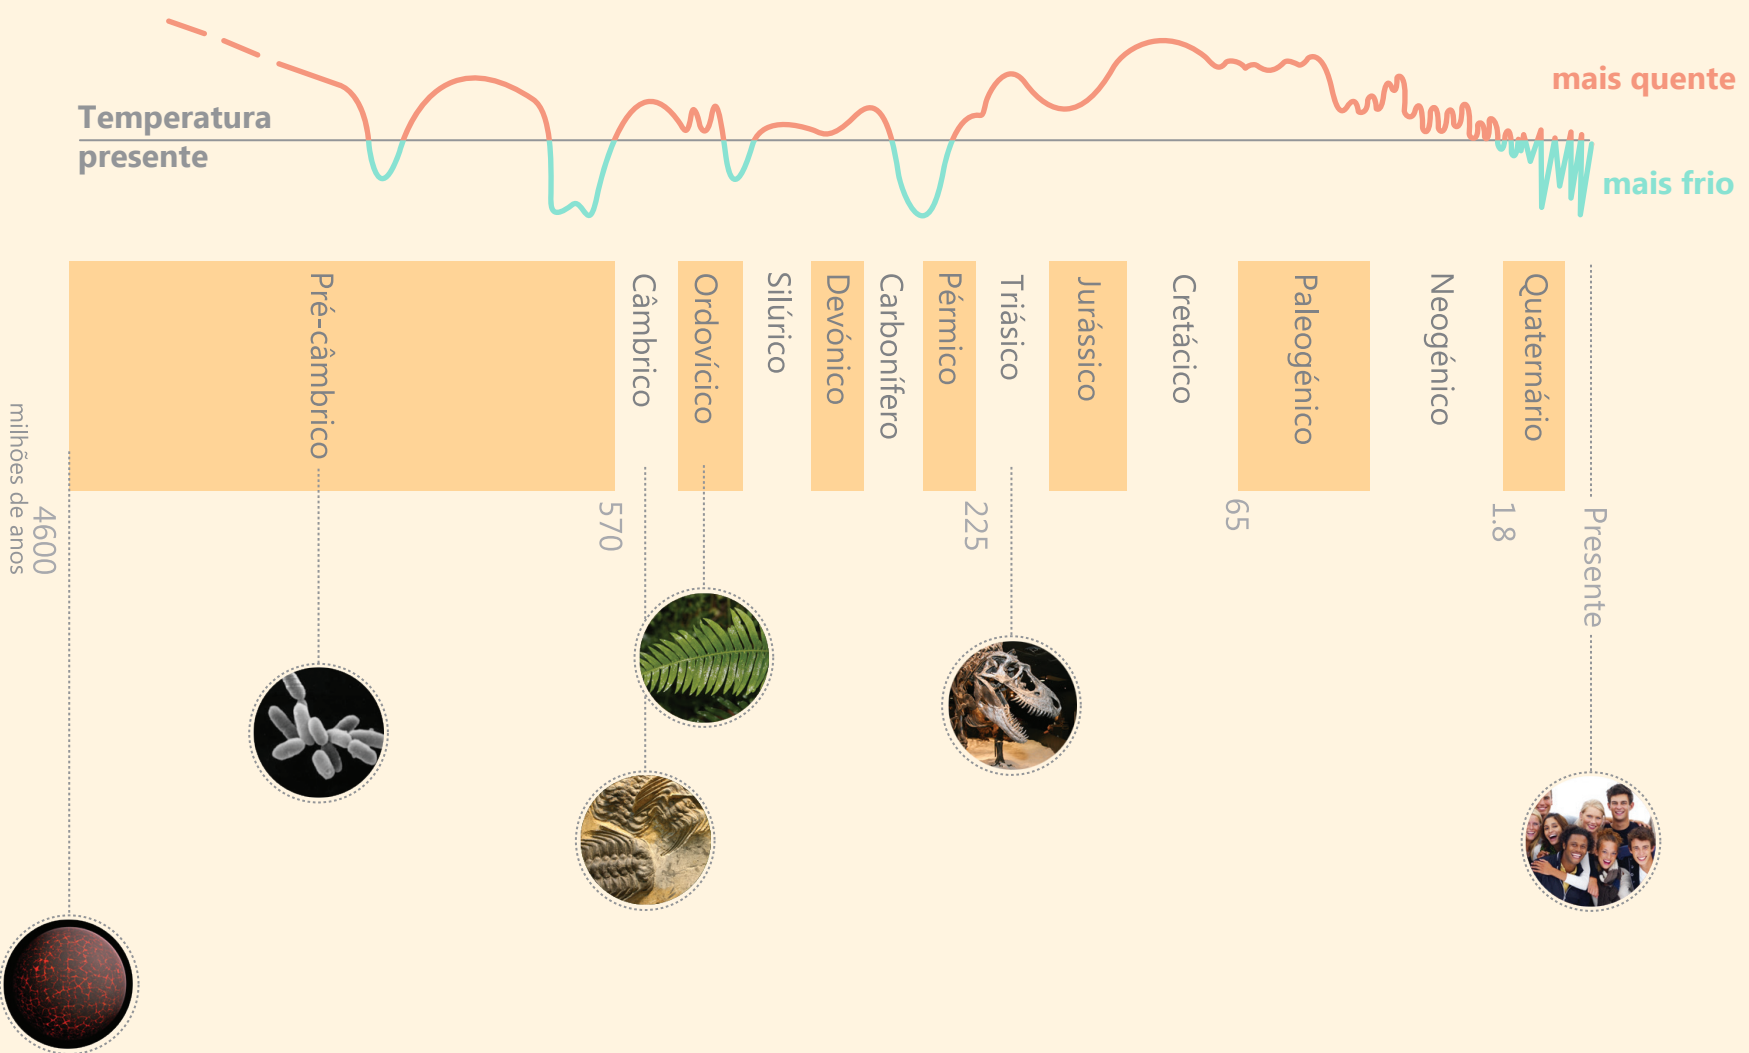 mais quente
Temperatura
presente
mais frio
Pré-câmbrico
Câmbrico
Ordovícico
Silúrico
Devónico
Carbonífero
Pérmico
Triásico
Jurássico
Cretácico
Paleogénico
Neogénico
Quaternário
milhões de anos
4600
570
225
65
1.8
Presente